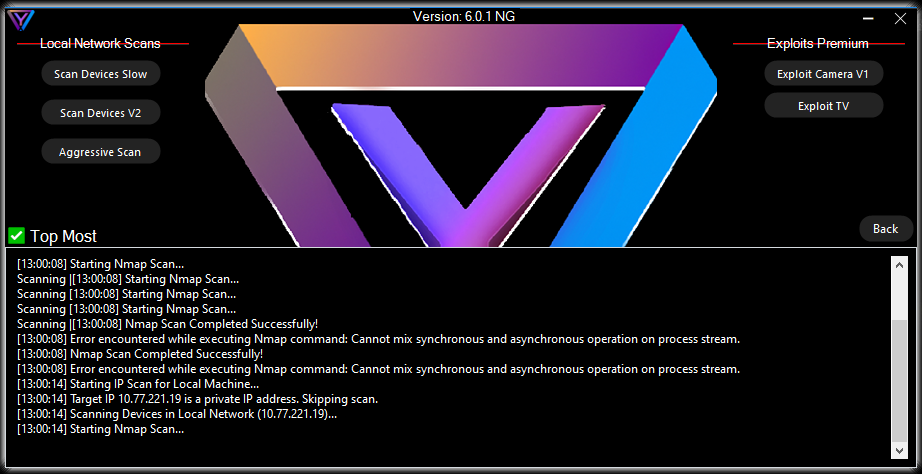 Version: 6.0.1 NG
Local Network Scans
Exploits Premium
Scan Devices Slow
Exploit Camera V1
Scan Devices V2
Exploit TV
Aggressive Scan
Back
Top Most
[13:00:08] Starting Nmap Scan...
Scanning |[13:00:08] Starting Nmap Scan...
Scanning [13:00:08] Starting Nmap Scan...
Scanning [13:00:08] Starting Nmap Scan...
Scanning |[13:00:08] Nmap Scan Completed Successfully!
[13:00:08] Error encountered while executing Nmap command: Cannot mix synchronous and asynchronous operation on process stream.
[13:00:08] Nmap Scan Completed Successfully!
[13:00:08] Error encountered while executing Nmap command: Cannot mix synchronous and asynchronous operation on process stream.
[13:00:14] Starting IP Scan for Local Machine...
[13:00:14] Target IP 10.77.221.19 is a private IP address. Skipping scan.
[13:00:14] Scanning Devices in Local Network (10.77.221.19)...
[13:00:14] Starting Nmap Scan...